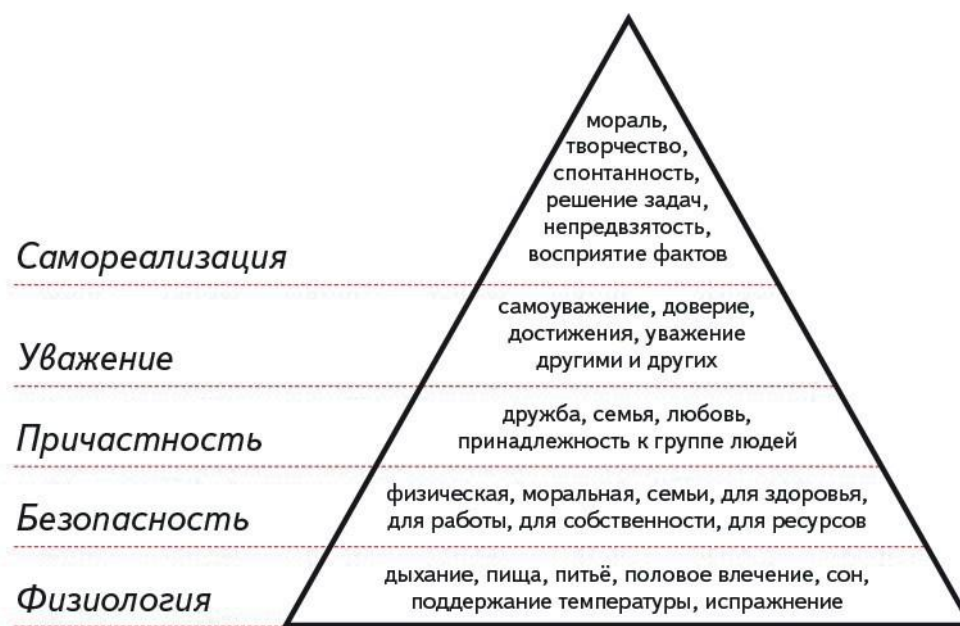 мораль,
творчество,
спонтанность,
решение задач,
непредвзятость,
восприятие фактов
Самореализация
самоуважение, доверие,
достижения, уважение
другими и других
Уважение
дружба, семья, любовь,
принадлежность к группе людей
Причастность
физическая, моральная, семьи, для здоровья,
для работы, для собственности, для ресурсов
Безопасность
дыхание, пища, питьё, половое влечение, сон,
поддержание температуры, испражнение
Физиология